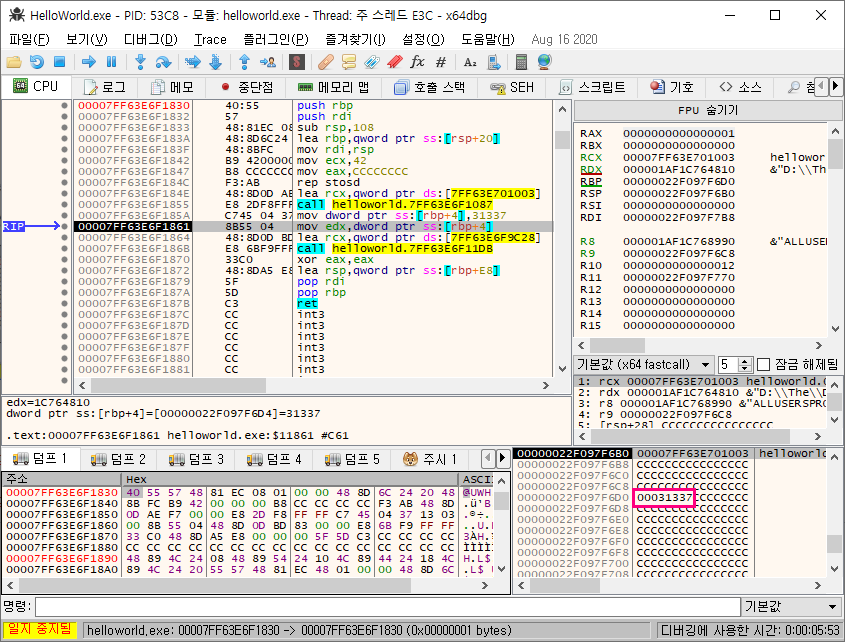 HelloWorld.exe - PID: 53C8 - 모듈: helloworld.exe - Thread: 주 스레드 E3C - x64dbg
파일(F) 보기(V) 디버그(D) Trace 플러그인(P) 즐겨찾기(I) 설정(O) 도움말(H) Aug 16 2020
CPU 로그 메모 중단점 메모리 맵 호출 스택 SEH 스크립트 기호 소스
00007FF63E6F1830 40:55 push rbp
00007FF63E6F1832 57 push rdi
00007FF63E6F1833 48:81EC 08 sub rsp,108
00007FF63E6F183A 48:8D6C24 lea rbp,qword ptr ss:[rsp+20]
00007FF63E6F183F 48:8BFC mov rdi,rsp
00007FF63E6F1842 B9 4200000 mov ecx,42
00007FF63E6F1847 B8 CCCCCCC mov eax,CCCCCCCC
00007FF63E6F184C F3:AB rep stosd
00007FF63E6F184E 48:8D0D AE lea rcx,qword ptr ds:[7FF63E701003]
00007FF63E6F1855 E8 2DF8FFF call helloworld.7FF63E6F1087
00007FF63E6F185A C745 04 37 mov dword ptr ss:[rbp+4],31337
RIP 00007FF63E6F1861 8B55 04 mov edx,dword ptr ss:[rbp+4]
00007FF63E6F1864 48:8D0D BD lea rcx,qword ptr ds:[7FF63E6F9C28]
00007FF63E6F186B E8 6BF9FFF call helloworld.7FF63E6F11DB
00007FF63E6F1870 33C0 xor eax,eax
00007FF63E6F1872 48:8DA5 E8 lea rsp,qword ptr ss:[rbp+E8]
00007FF63E6F1879 5F pop rdi
00007FF63E6F187A 5D pop rbp
00007FF63E6F187B C3 ret
00007FF63E6F187C CC int3
00007FF63E6F187D CC int3
00007FF63E6F187E CC int3
00007FF63E6F187F CC int3
00007FF63E6F1880 CC int3
00007FF63E6F1881 CC int3
FPU 숨기기
RAX 0000000000000001
RBX 0000000000000000
RCX 00007FF63E701003 hellowor
RDX 000001AF1C764810 &"D:\\The
RBP 00000022F097F6D0
RSP 00000022F097F6B0
RSI 0000000000000000
RDI 00000022F097F7B8
R8 000001AF1C768990 &"ALLUSER
R9 00000022F097F6C8
R10 0000000000000012
R11 00000022F097F770
R12 0000000000000000
R13 0000000000000000
R14 0000000000000000
R15 0000000000000000
기본값 (x64 fastcall) 5 잠금 해제됨
1: rcx 00007FF63E701003 helloworld.
2: rdx 000001AF1C764810 &"D:\\The\\D
3: r8 000001AF1C768990 &"ALLUSERSPR
4: r9 00000022F097F6C8
5: [rsp+28] CCCCCCCCCCCCCCCC
edx=1C764810
dword ptr ss:[rbp+4]=[00000022F097F6D4]=31337
.text:00007FF63E6F1861 helloworld.exe:$11861 #C61
덤프 1 덤프 2 덤프 3 덤프 4 덤프 5 주시 1
주소 Hex ASCI
00007FF63E6F1830 40 55 57 48 81 EC 08 01 00 00 48 8D 6C 24 20 48 @UWH
00007FF63E6F1840 8B FC B9 42 00 00 00 B8 CC CC CC CC F3 AB 48 8D .ü¹B
00007FF63E6F1850 0D AE F7 00 00 E8 2D F8 FF FF C7 45 04 37 13 03 .®÷.
00007FF63E6F1860 00 8B 55 04 48 8D 0D BD 83 00 00 E8 6B F9 FF FF ..U.
00007FF63E6F1870 33 C0 48 8D A5 E8 00 00 00 5F 5D C3 CC CC CC CC 3ÀH.
00007FF63E6F1880 CC CC CC CC CC CC CC CC CC CC CC CC CC CC CC CC ÌÌÌÌ
00007FF63E6F1890 48 89 4C 24 08 48 89 54 24 10 4C 89 44 24 18 4C H.L$
00007FF63E6F18A0 89 4C 24 20 55 57 48 81 EC 48 01 00 00 48 8D 6C .L$
00000022F097F6B0 00007FF63E701003 helloworld
00000022F097F6B8 CCCCCCCCCCCCCCCC
00000022F097F6C0 CCCCCCCCCCCCCCCC
00000022F097F6C8 CCCCCCCCCCCCCCCC
00000022F097F6D0 00031337CCCCCCCC
00000022F097F6D8 CCCCCCCCCCCCCCCC
00000022F097F6E0 CCCCCCCCCCCCCCCC
00000022F097F6E8 CCCCCCCCCCCCCCCC
00000022F097F6F0 CCCCCCCCCCCCCCCC
00000022F097F6F8 CCCCCCCCCCCCCCCC
00000022F097F700 CCCCCCCCCCCCCCCC
00000022F097F708 CCCCCCCCCCCCCCCC
명령: 기본값
일시 중지됨 helloworld.exe: 00007FF63E6F1830 -> 00007FF63E6F1830 (0x00000001 bytes) 디버깅에 사용한 시간: 0:00:05:53